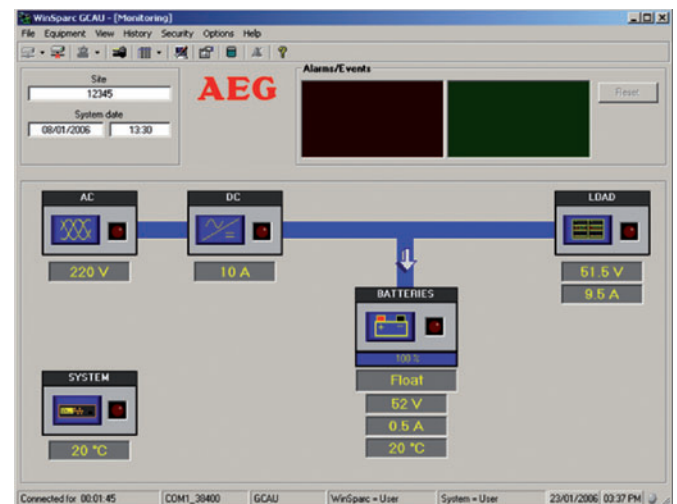 WinSparc GCAU - [Monitoring]
File Equipment View History Security Options Help
Site
12345
System date
08/01/2006 13:30
AEG
Alarms/Events
Reset
AC
220 V
DC
10 A
LOAD
51.5 V
9.5 A
BATTERIES
100 %
Float
52 V
0.5 A
20 °C
SYSTEM
20 °C
Connected for 00:01:45 COM1_38400 GCAU WinSparc = User System = User 23/01/2006 03:37 PM